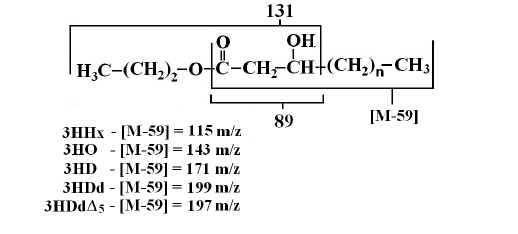 131
O OH
H₃C–(CH₂)₂–O–C–CH₂–CH–(CH₂)ₙ–CH₃
89 [M-59]
3HHx - [M-59] = 115 m/z
3HO - [M-59] = 143 m/z
3HD - [M-59] = 171 m/z
3HDd - [M-59] = 199 m/z
3HDdΔ₅ - [M-59] = 197 m/z